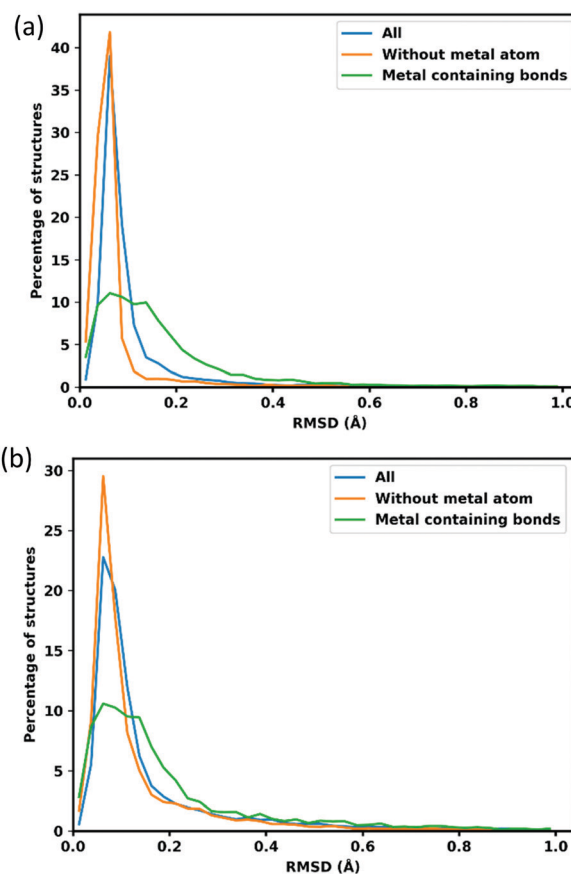 (a)
All
Without metal atom
Metal containing bonds
Percentage of structures
40
35
30
25
20
15
10
5
0
0.0 0.2 0.4 0.6 0.8 1.0
RMSD (Å)
(b)
All
Without metal atom
Metal containing bonds
Percentage of structures
30
25
20
15
10
5
0
0.0 0.2 0.4 0.6 0.8 1.0
RMSD (Å)